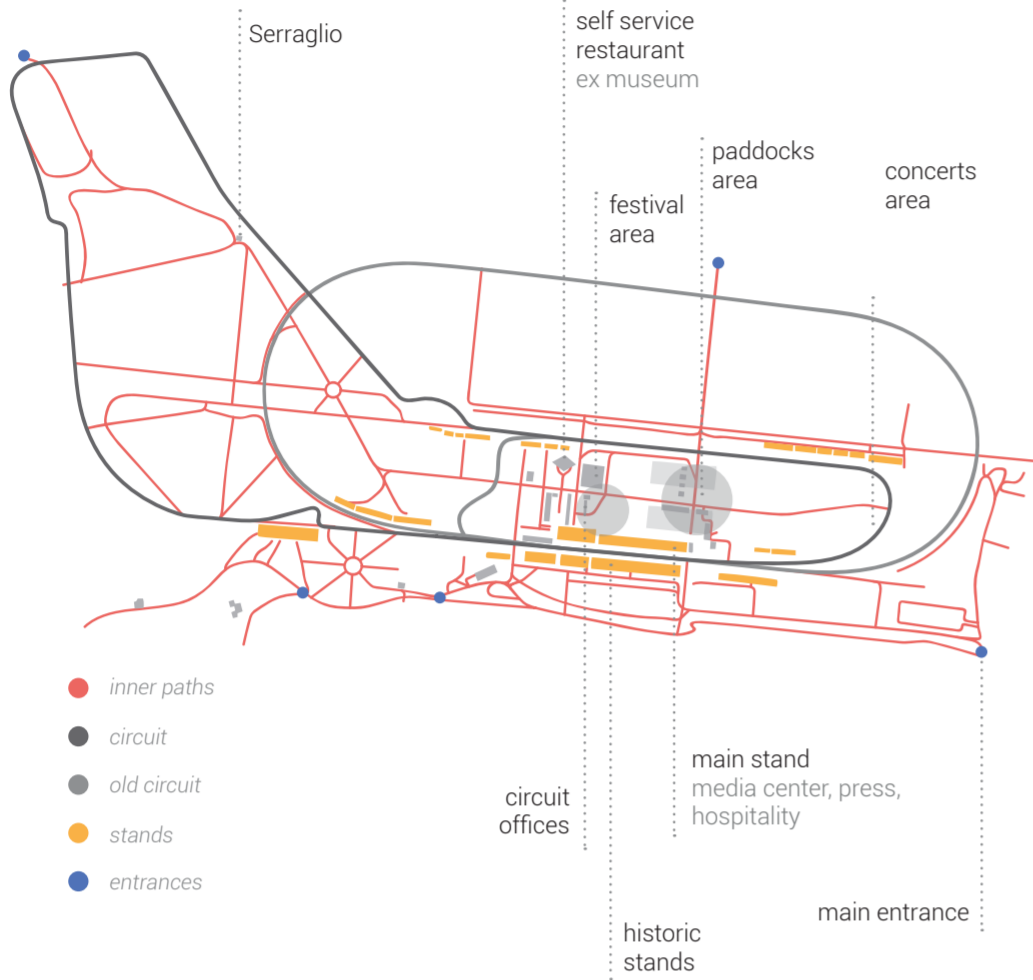 Serraglio
self service
restaurant
ex museum
festival
area
paddocks
area
concerts
area
inner paths
circuit
old circuit
stands
entrances
circuit
offices
main stand
media center, press,
hospitality
historic
stands
main entrance